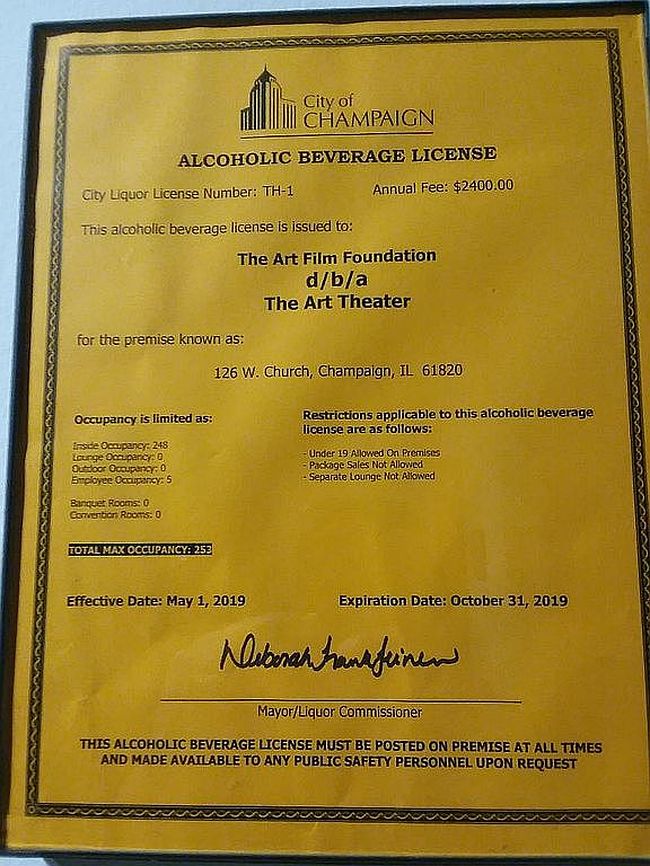 City of
CHAMPAIGN
ALCOHOLIC BEVERAGE LICENSE
City Liquor License Number: TH-1 Annual Fee: $2400.00
This alcoholic beverage license is issued to:
The Art Film Foundation
d/b/a
The Art Theater
for the premise known as:
126 W. Church, Champaign, IL 61820
Occupancy is limited as:
Inside Occupancy: 248
Lounge Occupancy: 0
Outdoor Occupancy: 0
Employee Occupancy: 5
Banquet Rooms: 0
Convention Rooms: 0
TOTAL MAX OCCUPANCY: 253
Restrictions applicable to this alcoholic beverage
license are as follows:
- Under 19 Allowed On Premises
- Package Sales Not Allowed
- Separate Lounge Not Allowed
Effective Date: May 1, 2019 Expiration Date: October 31, 2019
Deborah Frank Feinen
Mayor/Liquor Commissioner
THIS ALCOHOLIC BEVERAGE LICENSE MUST BE POSTED ON PREMISE AT ALL TIMES
AND MADE AVAILABLE TO ANY PUBLIC SAFETY PERSONNEL UPON REQUEST